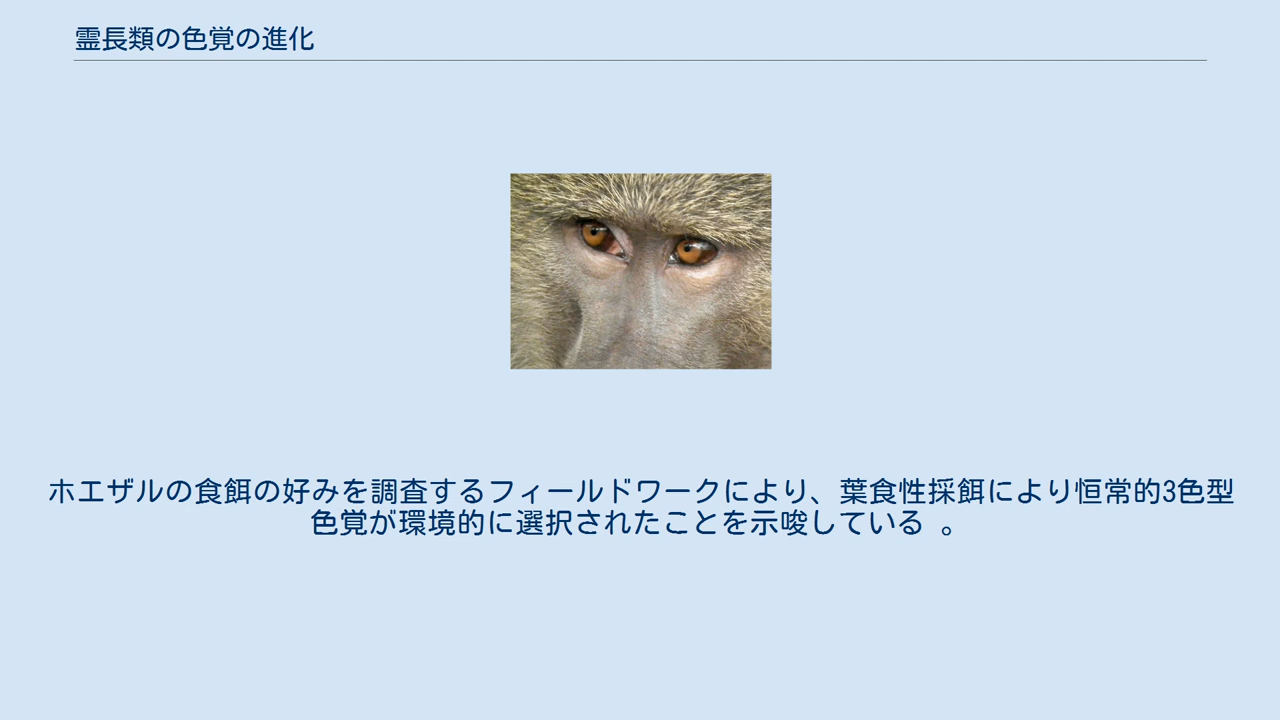 霊長類の色覚の進化
ホエザルの食餌の好みを調査するフィールドワークにより、葉食性採餌により恒常的3色型
色覚が環境的に選択されたことを示唆している 。